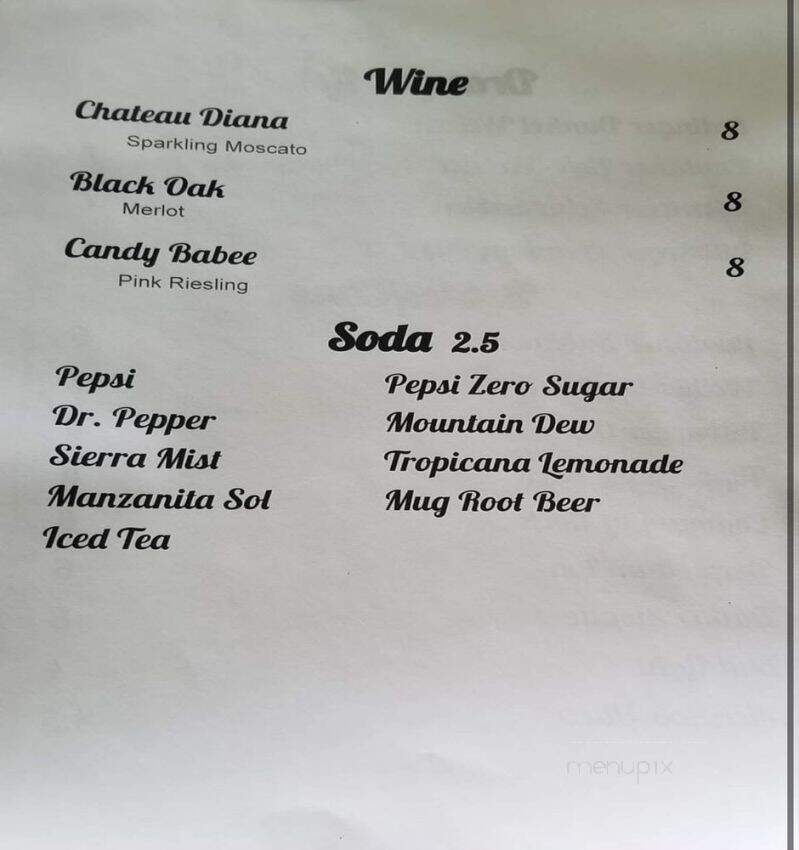 Wine
Chateau Diana 8
Sparkling Moscato
Black Oak 8
Merlot
Candy Babee 8
Pink Riesling
Soda 2.5
Pepsi
Dr. Pepper
Sierra Mist
Manzanita Sol
Iced Tea
Pepsi Zero Sugar
Mountain Dew
Tropicana Lemonade
Mug Root Beer
menupix